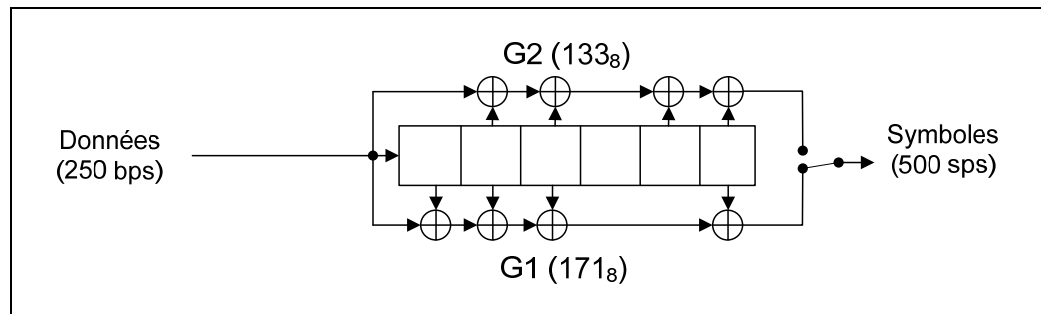 G2 (133₈)
Données
(250 bps)
Symboles
(500 sps)
G1 (171₈)